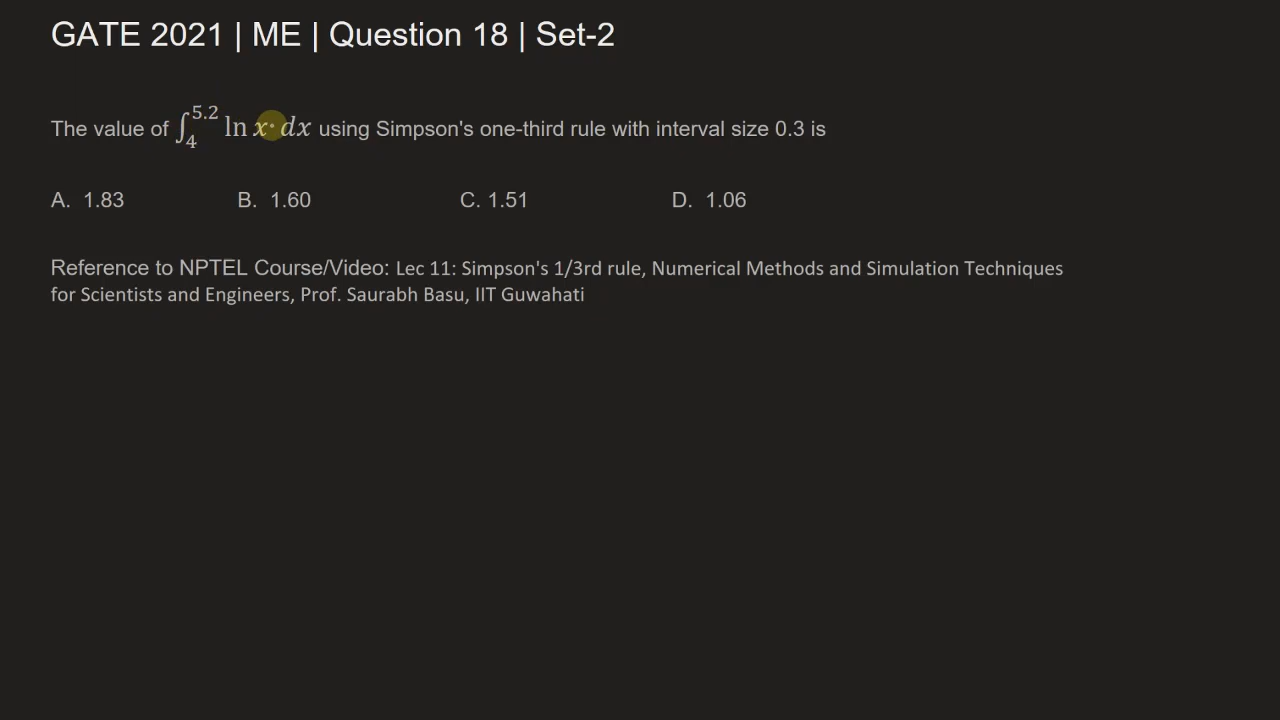 GATE 2021 | ME | Question 18 | Set-2
The value of ∫₄^5.2 ln x · dx using Simpson's one-third rule with interval size 0.3 is
A. 1.83 B. 1.60 C. 1.51 D. 1.06
Reference to NPTEL Course/Video: Lec 11: Simpson's 1/3rd rule, Numerical Methods and Simulation Techniques
for Scientists and Engineers, Prof. Saurabh Basu, IIT Guwahati